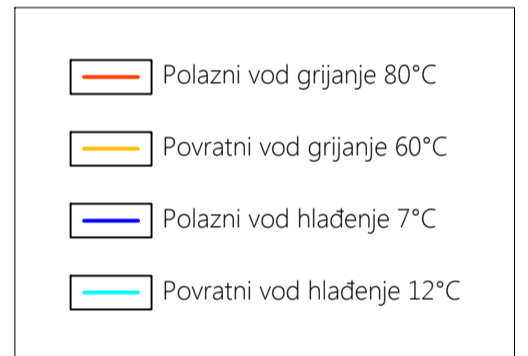 Polazni vod grijanje 80°C
Povratni vod grijanje 60°C
Polazni vod hlađenje 7°C
Povratni vod hlađenje 12°C